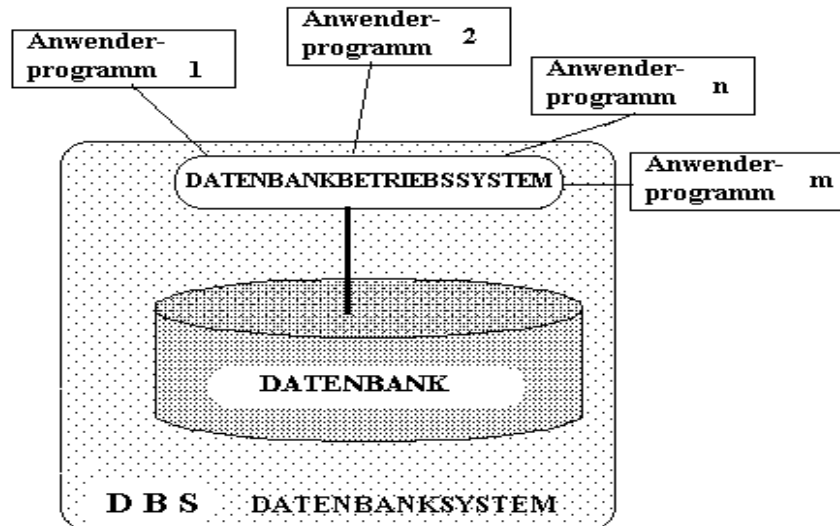 Anwender-
programm 1
Anwender-
programm 2
Anwender-
programm n
Anwender-
programm m
DATENBANKBETRIEBSSYSTEM
DATENBANK
D B S DATENBANKSYSTEM